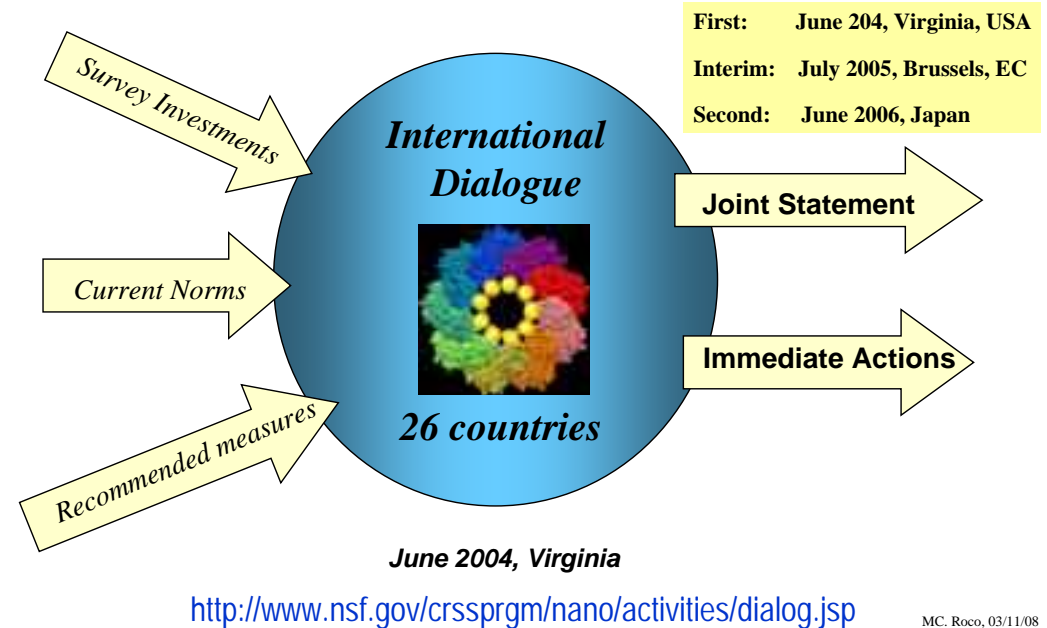 First: June 204, Virginia, USA
Interim: July 2005, Brussels, EC
Second: June 2006, Japan
Survey Investments
Current Norms
Recommended measures
International
Dialogue
26 countries
Joint Statement
Immediate Actions
June 2004, Virginia
http://www.nsf.gov/crssprgm/nano/activities/dialog.jsp
MC. Roco, 03/11/08